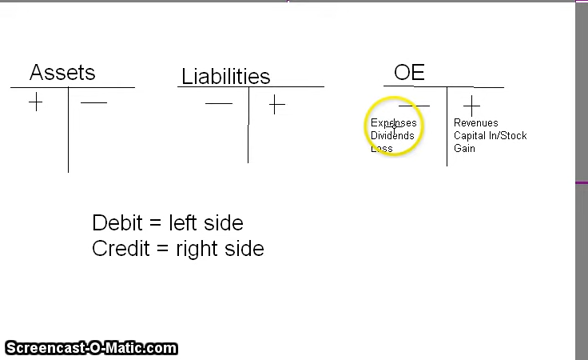 Assets Liabilities OE
+ — — + — +
Expenses Revenues
Dividends Capital In/Stock
Loss Gain
Debit = left side
Credit = right side
Screencast-O-Matic.com